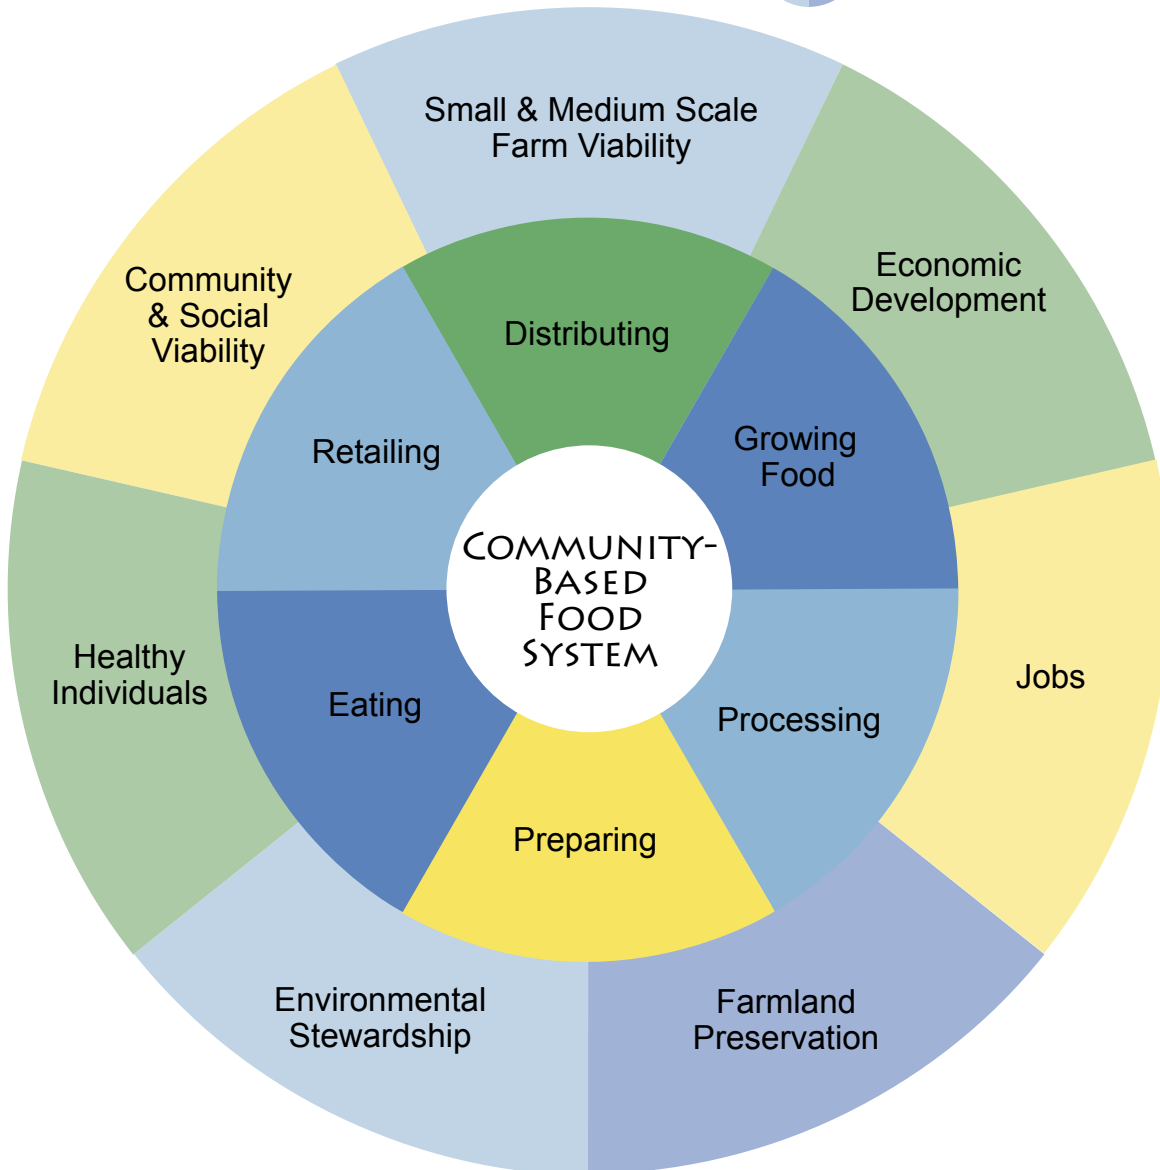 Small & Medium Scale
Farm Viability
Economic
Development
Community
& Social
Viability
Distributing
Growing
Food
Retailing
COMMUNITY-
BASED
FOOD
SYSTEM
Healthy
Individuals
Eating
Processing
Jobs
Preparing
Environmental
Stewardship
Farmland
Preservation